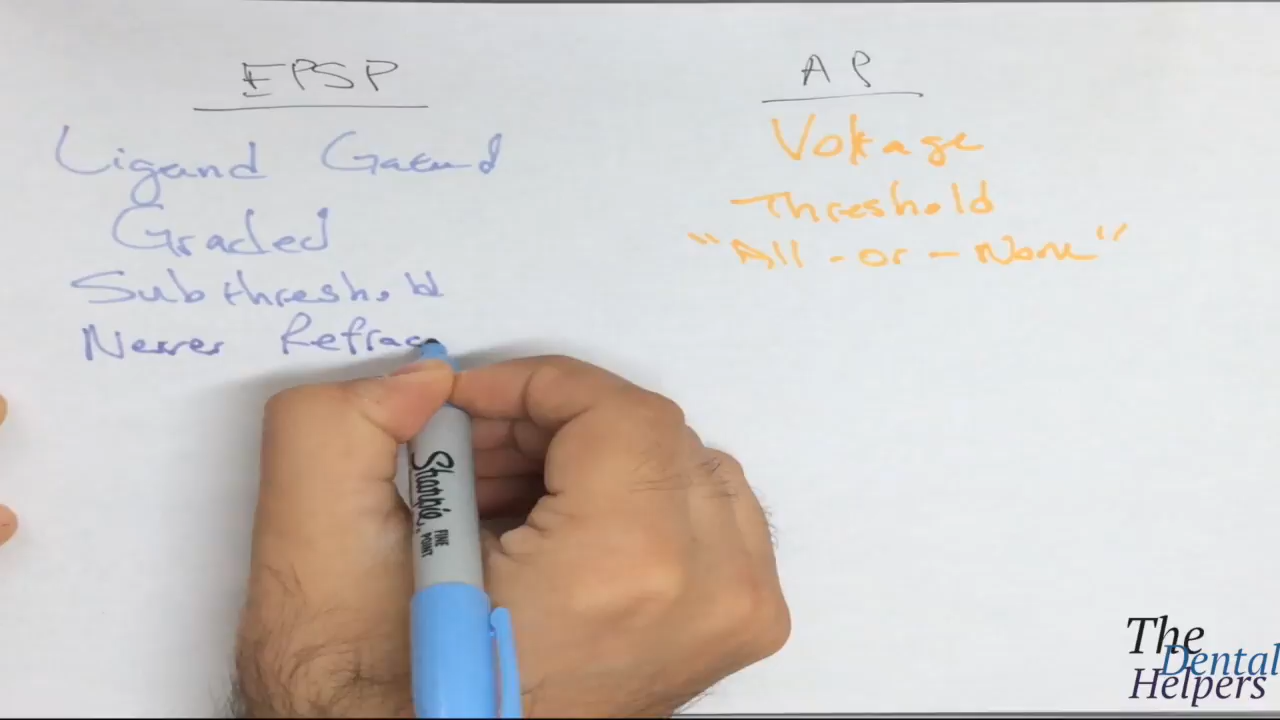 EPSP
Ligand Gated
Graded
Subthreshold
Never Refrac
AP
Voltage
Threshold
"All-or-None"
Sharpie
FINE
POINT
The
Dental
Helpers